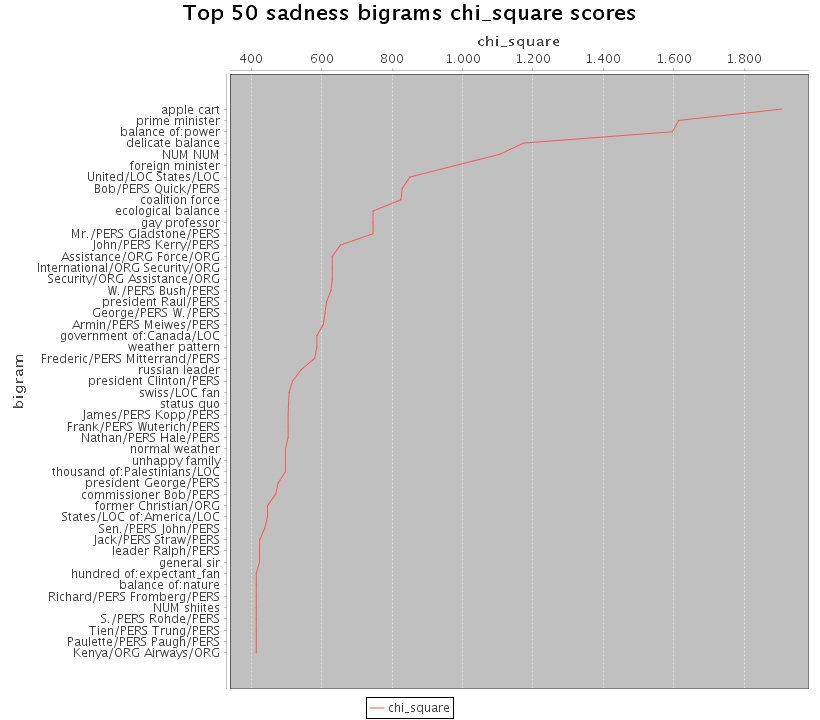 Top 50 sadness bigrams chi_square scores
chi_square
400 600 800 1.000 1.200 1.400 1.600 1.800
bigram
apple cart
prime minister
balance of:power
delicate balance
NUM NUM
foreign minister
United/LOC States/LOC
Bob/PERS Quick/PERS
coalition force
ecological balance
gay professor
Mr./PERS Gladstone/PERS
John/PERS Kerry/PERS
Assistance/ORG Force/ORG
International/ORG Security/ORG
Security/ORG Assistance/ORG
W./PERS Bush/PERS
president Raul/PERS
George/PERS W./PERS
Armin/PERS Meiwes/PERS
government of:Canada/LOC
weather pattern
Frederic/PERS Mitterrand/PERS
russian leader
president Clinton/PERS
swiss/LOC fan
status quo
James/PERS Kopp/PERS
Frank/PERS Wuterich/PERS
Nathan/PERS Hale/PERS
normal weather
unhappy family
thousand of:Palestinians/LOC
president George/PERS
commissioner Bob/PERS
former Christian/ORG
States/LOC of:America/LOC
Sen./PERS John/PERS
Jack/PERS Straw/PERS
leader Ralph/PERS
general sir
hundred of:expectant_fan
balance of:nature
Richard/PERS Fromberg/PERS
NUM shiites
S./PERS Rohde/PERS
Tien/PERS Trung/PERS
Paulette/PERS Paugh/PERS
Kenya/ORG Airways/ORG
chi_square